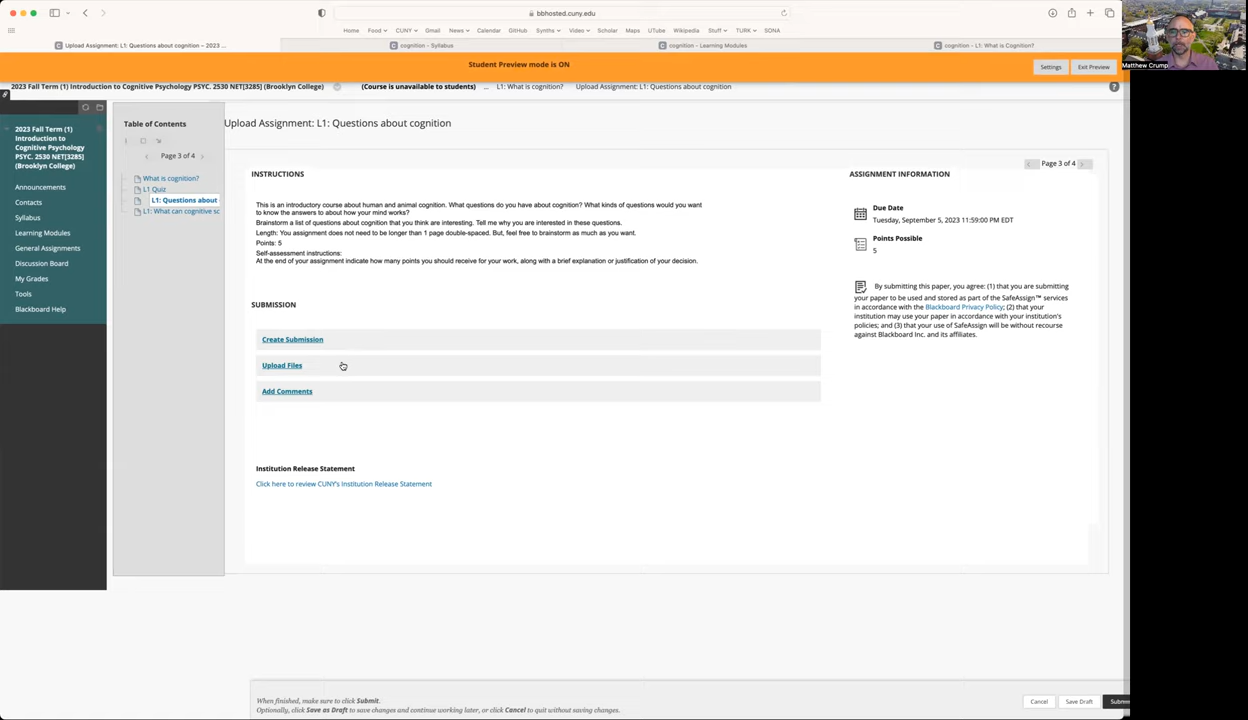 bbhosted.cuny.edu
Home Food CUNY Gmail News Calendar GitHub Synths Video Scholar Maps UTube Wikipedia Stuff TURK SONA
Upload Assignment: L1: Questions about cognition – 2023 ...
cognition - Syllabus
cognition - Learning Modules
cognition - L1: What is Cognition?
Matthew Crump
Student Preview mode is ON
Settings
Exit Preview
2023 Fall Term (1) Introduction to Cognitive Psychology PSYC. 2530 NET[3285] (Brooklyn College)
(Course is unavailable to students)
...
L1: What is cognition?
Upload Assignment: L1: Questions about cognition
?
2023 Fall Term (1)
Introduction to
Cognitive Psychology
PSYC. 2530 NET[3285]
(Brooklyn College)
Announcements
Contacts
Syllabus
Learning Modules
General Assignments
Discussion Board
My Grades
Tools
Blackboard Help
Table of Contents
Page 3 of 4
What is cognition?
L1 Quiz
L1: Questions about
L1: What can cognitive sc
Upload Assignment: L1: Questions about cognition
Page 3 of 4
INSTRUCTIONS
This is an introductory course about human and animal cognition. What questions do you have about cognition? What kinds of questions would you want
to know the answers to about how your mind works?
Brainstorm a list of questions about cognition that you think are interesting. Tell me why you are interested in these questions.
Length: You assignment does not need to be longer than 1 page double-spaced. But, feel free to brainstorm as much as you want.
Points: 5
Self-assessment instructions:
At the end of your assignment indicate how many points you should receive for your work, along with a brief explanation or justification of your decision.
SUBMISSION
Create Submission
Upload Files
Add Comments
Institution Release Statement
Click here to review CUNY's Institution Release Statement
ASSIGNMENT INFORMATION
Due Date
Tuesday, September 5, 2023 11:59:00 PM EDT
Points Possible
5
By submitting this paper, you agree: (1) that you are submitting
your paper to be used and stored as part of the SafeAssign™ services
in accordance with the Blackboard Privacy Policy; (2) that your
institution may use your paper in accordance with your institution's
policies; and (3) that your use of SafeAssign will be without recourse
against Blackboard Inc. and its affiliates.
When finished, make sure to click Submit.
Optionally, click Save as Draft to save changes and continue working later, or click Cancel to quit without saving changes.
Cancel
Save Draft
Submi